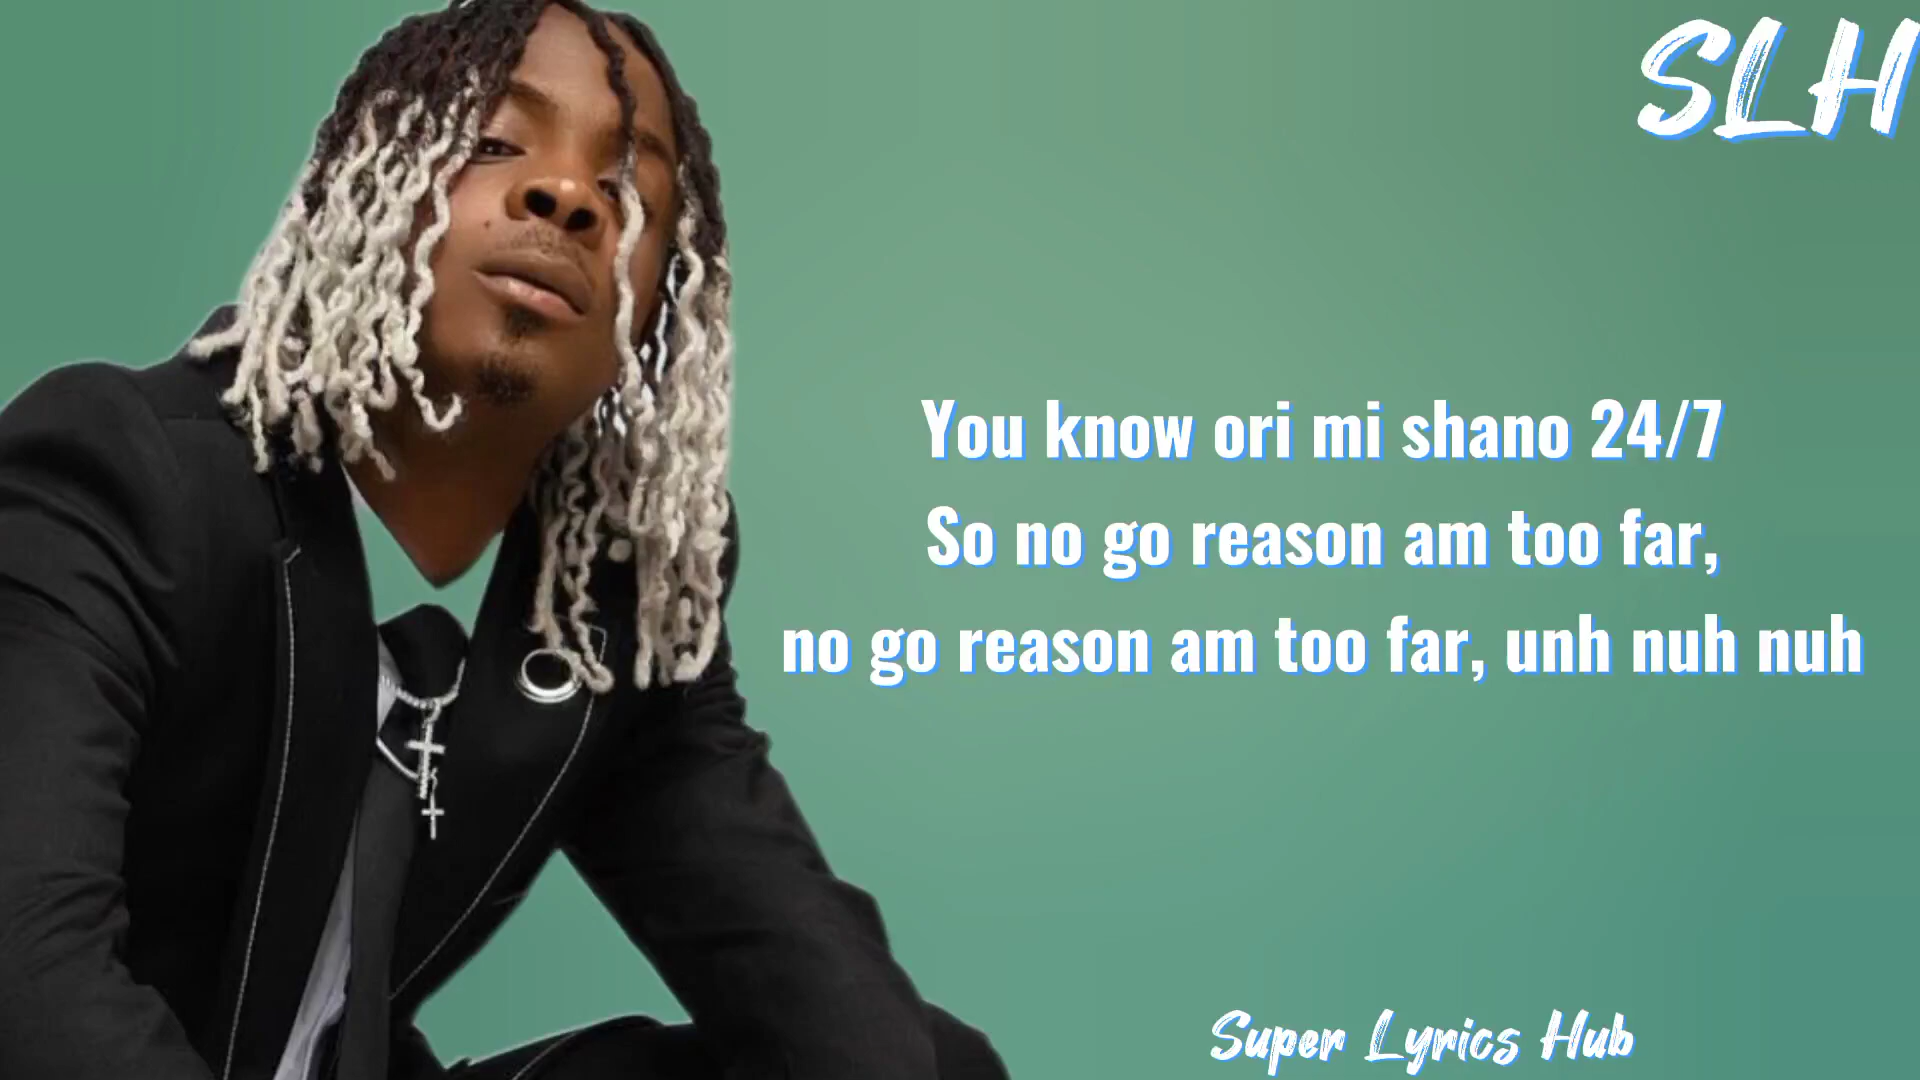 SLH
You know ori mi shano 24/7
So no go reason am too far,
no go reason am too far, unh nuh nuh
Super Lyrics Hub